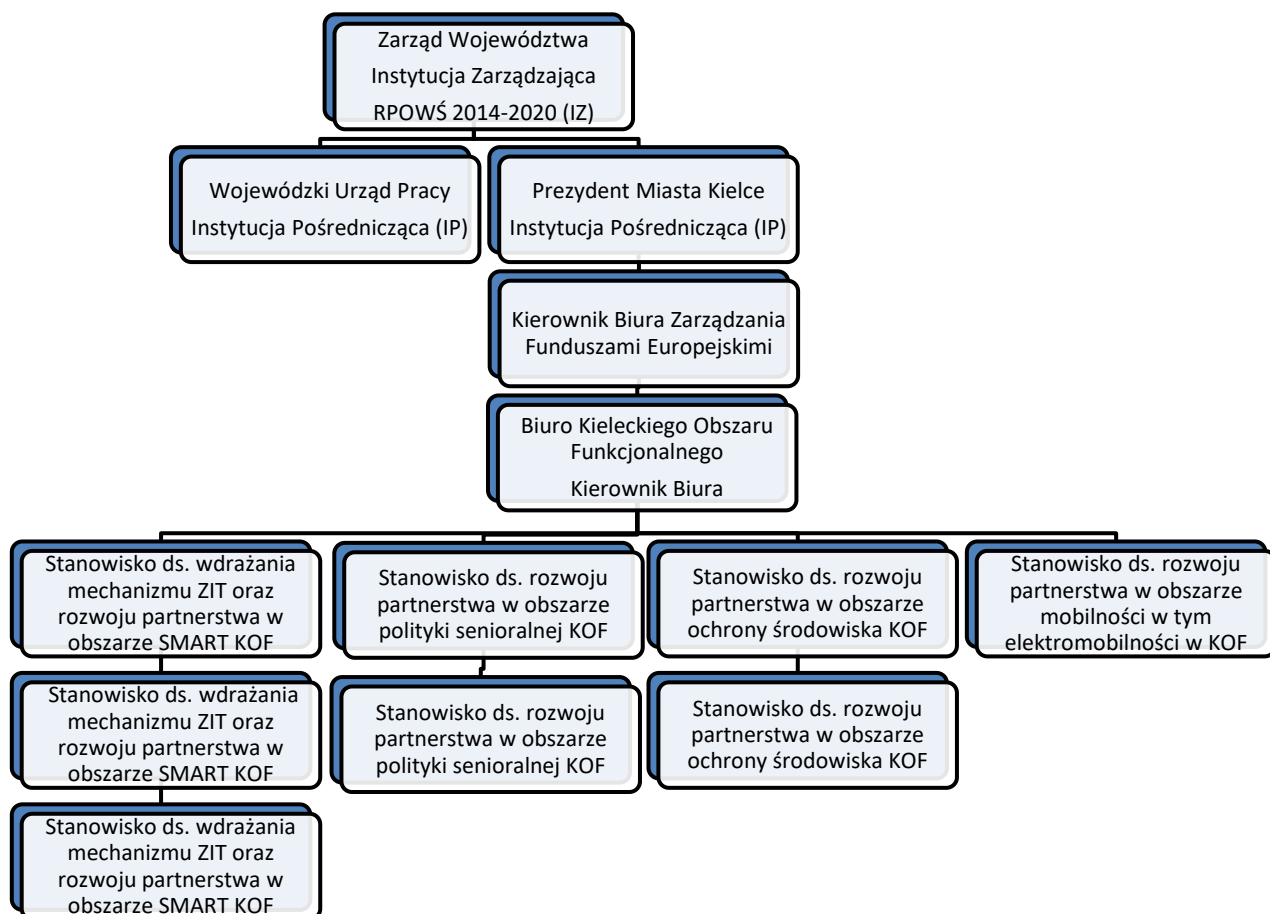 Zarząd Województwa
Instytucja Zarządzająca
RPOWŚ 2014-2020 (IZ)
Wojewódzki Urząd Pracy
Instytucja Pośrednicząca (IP)
Prezydent Miasta Kielce
Instytucja Pośrednicząca (IP)
Kierownik Biura Zarządzania
Funduszami Europejskimi
Biuro Kieleckiego Obszaru
Funkcjonalnego
Kierownik Biura
Stanowisko ds. wdrażania
mechanizmu ZIT oraz
rozwoju partnerstwa w
obszarze SMART KOF
Stanowisko ds. rozwoju
partnerstwa w obszarze
polityki senioralnej KOF
Stanowisko ds. rozwoju
partnerstwa w obszarze
ochrony środowiska KOF
Stanowisko ds. rozwoju
partnerstwa w obszarze
mobilności w tym
elektromobilności w KOF
Stanowisko ds. wdrażania
mechanizmu ZIT oraz
rozwoju partnerstwa w
obszarze SMART KOF
Stanowisko ds. rozwoju
partnerstwa w obszarze
polityki senioralnej KOF
Stanowisko ds. rozwoju
partnerstwa w obszarze
ochrony środowiska KOF
Stanowisko ds. wdrażania
mechanizmu ZIT oraz
rozwoju partnerstwa w
obszarze SMART KOF